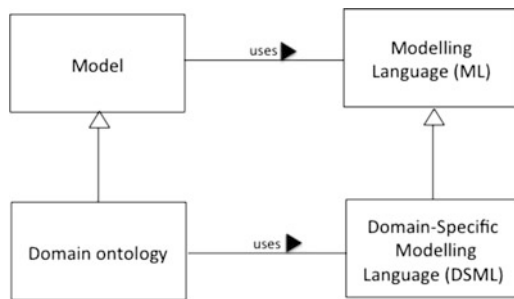 Model
uses
Modelling
Language (ML)
Domain ontology
uses
Domain-Specific
Modelling
Language (DSML)